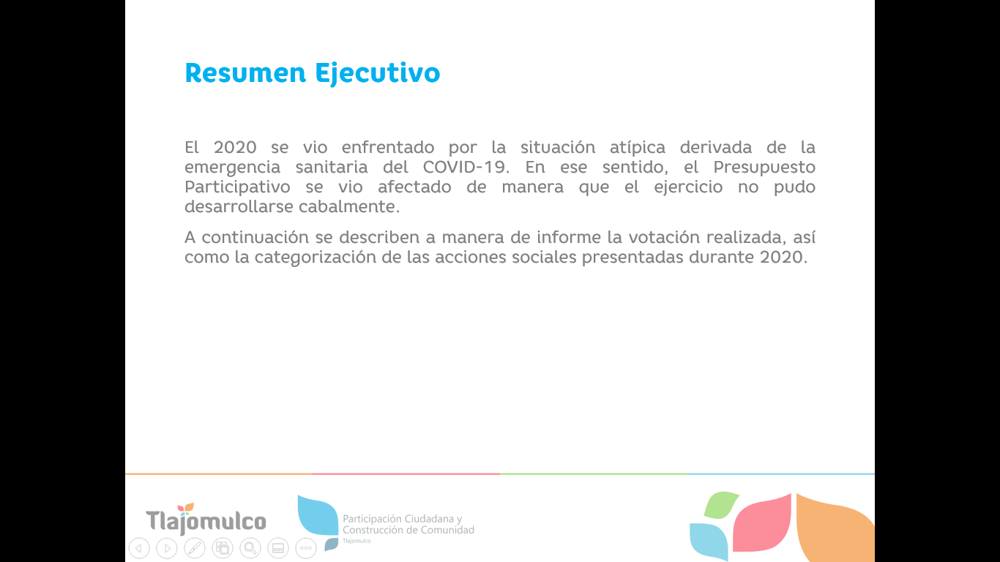 Resumen Ejecutivo
El 2020 se vio enfrentado por la situación atípica derivada de la
emergencia sanitaria del COVID-19. En ese sentido, el Presupuesto
Participativo se vio afectado de manera que el ejercicio no pudo
desarrollarse cabalmente.
A continuación se describen a manera de informe la votación realizada, así
como la categorización de las acciones sociales presentadas durante 2020.
Tlajomulco
Participación Ciudadana y
Construcción de Comunidad
Tlajomulco